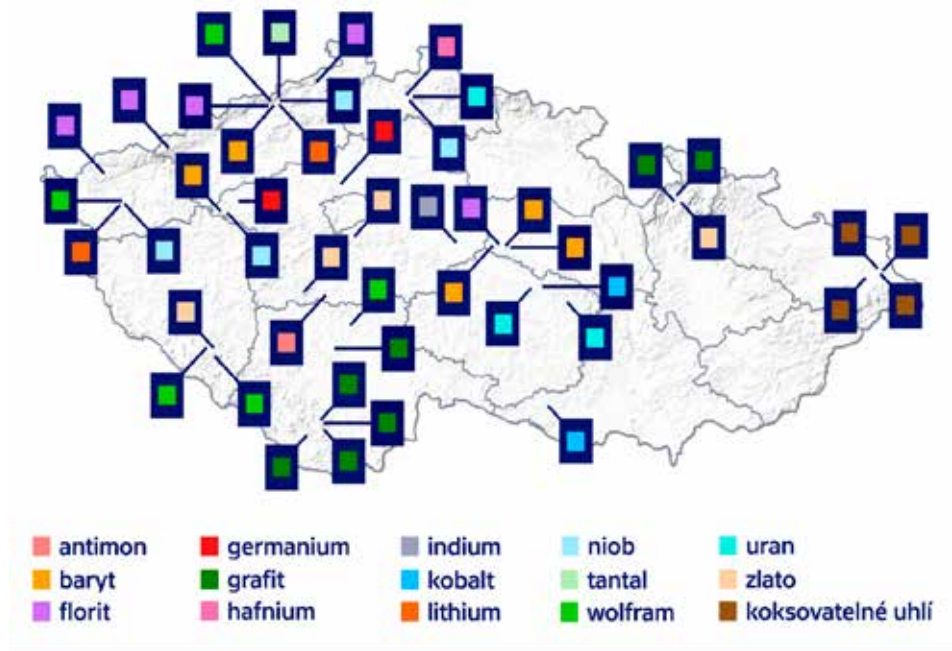 antimon germanium indium niob uran
baryt grafit kobalt tantal zlato
florit hafnium lithium wolfram koksovatelné uhlí